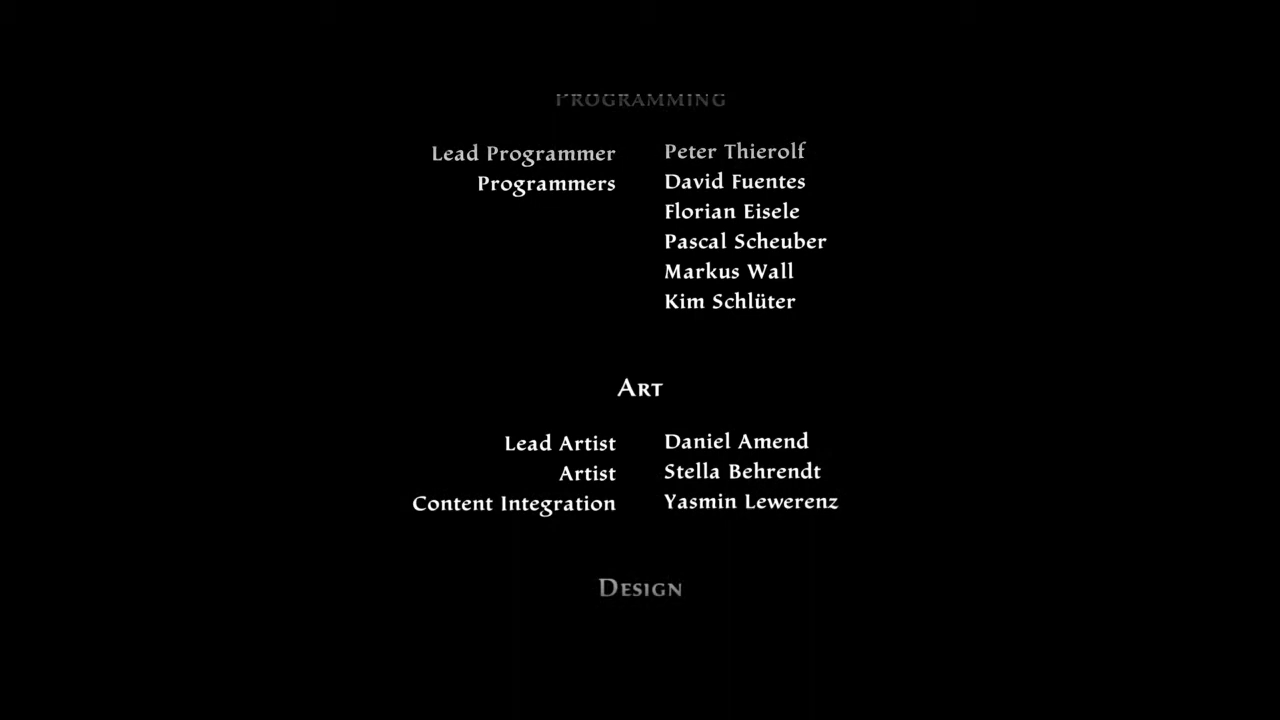 PROGRAMMING
Lead Programmer Peter Thierolf
Programmers David Fuentes
Florian Eisele
Pascal Scheuber
Markus Wall
Kim Schlüter
ART
Lead Artist Daniel Amend
Artist Stella Behrendt
Content Integration Yasmin Lewerenz
DESIGN